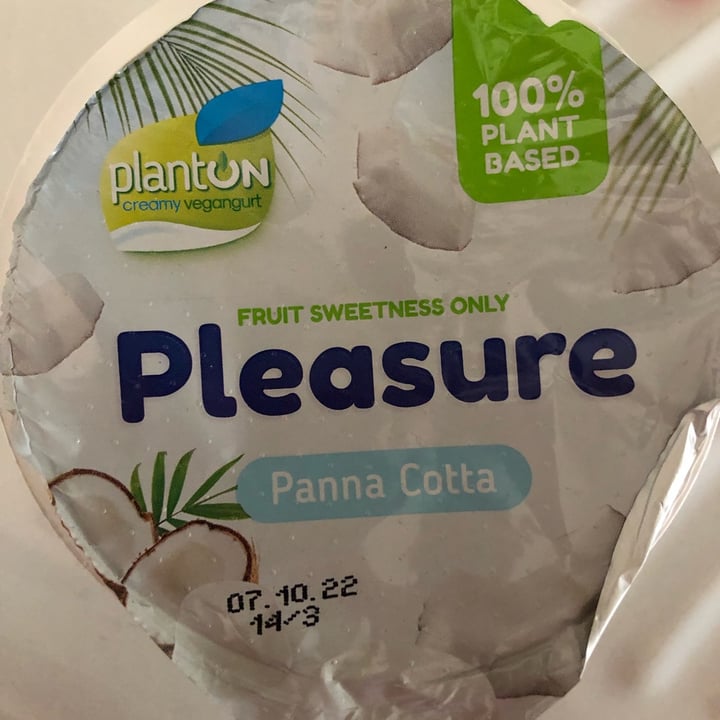 plantON
creamy vegangurt
100%
PLANT
BASED
FRUIT SWEETNESS ONLY
Pleasure
Panna Cotta
07.10.22
14/3